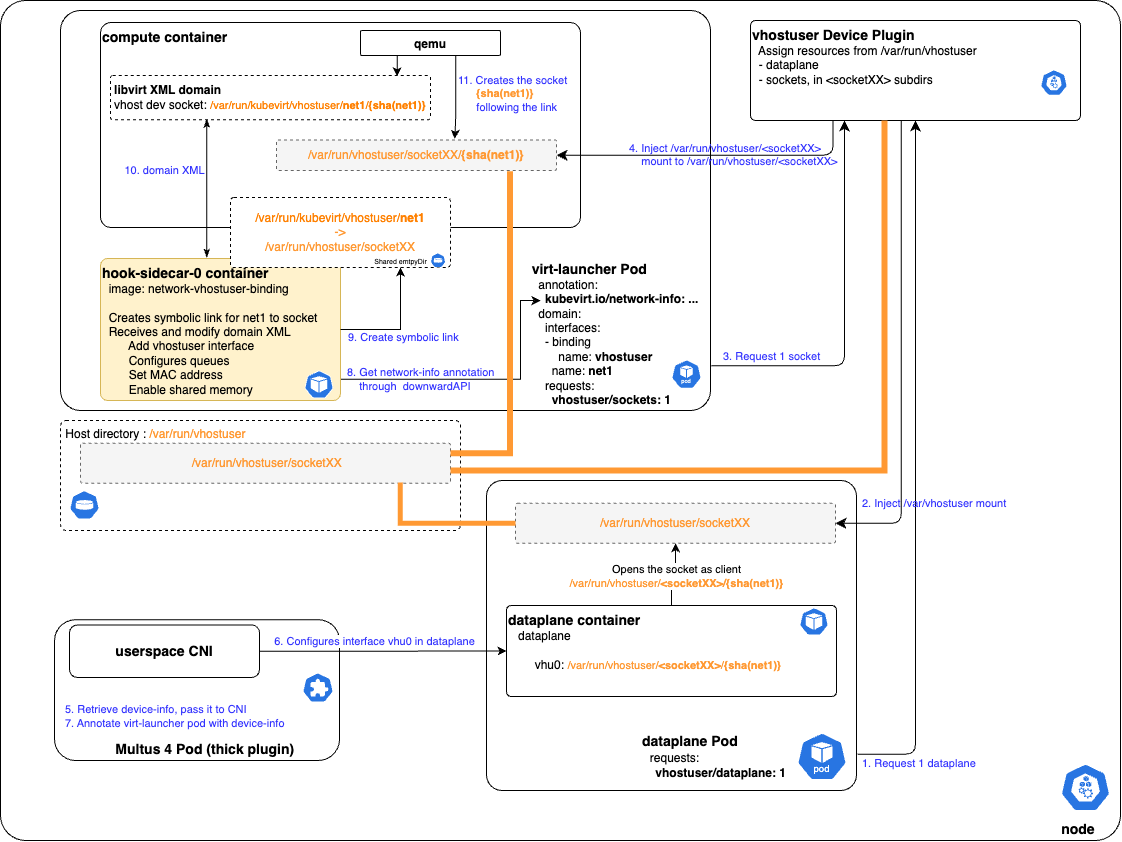 compute container
qemu
libvirt XML domain
vhost dev socket: /var/run/kubevirt/vhostuser/net1/{sha(net1)}
11. Creates the socket
{sha(net1)}
following the link
/var/run/vhostuser/socketXX/{sha(net1)}
10. domain XML
/var/run/kubevirt/vhostuser/net1
->
/var/run/vhostuser/socketXX
Shared emtpyDir
vhostuser Device Plugin
Assign resources from /var/run/vhostuser
- dataplane
- sockets, in <socketXX> subdirs
4. Inject /var/run/vhostuser/<socketXX>
mount to /var/run/vhostuser/<socketXX>
hook-sidecar-0 container
image: network-vhostuser-binding
Creates symbolic link for net1 to socket
Receives and modify domain XML
Add vhostuser interface
Configures queues
Set MAC address
Enable shared memory
9. Create symbolic link
8. Get network-info annotation
through downwardAPI
virt-launcher Pod
annotation:
kubevirt.io/network-info: ...
domain:
interfaces:
- binding
name: vhostuser
name: net1
requests:
vhostuser/sockets: 1
pod
3. Request 1 socket
Host directory : /var/run/vhostuser
/var/run/vhostuser/socketXX
2. Inject /var/vhostuser mount
/var/run/vhostuser/socketXX
Opens the socket as client
/var/run/vhostuser/<socketXX>/{sha(net1)}
dataplane container
dataplane
vhu0: /var/run/vhostuser/<socketXX>/{sha(net1)}
userspace CNI
6. Configures interface vhu0 in dataplane
5. Retrieve device-info, pass it to CNI
7. Annotate virt-launcher pod with device-info
Multus 4 Pod (thick plugin)
dataplane Pod
requests:
vhostuser/dataplane: 1
pod
1. Request 1 dataplane
node